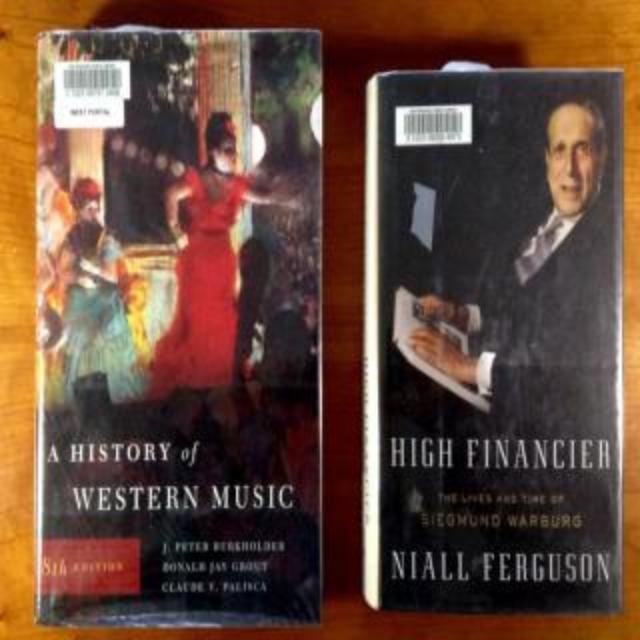 A HISTORY of
WESTERN MUSIC
8th EDITION
J. PETER BURKHOLDER
DONALD JAY GROUT
CLAUDE V. PALISCA
HIGH FINANCIER
THE LIVES AND TIME OF
SIEGMUND WARBURG
NIALL FERGUSON